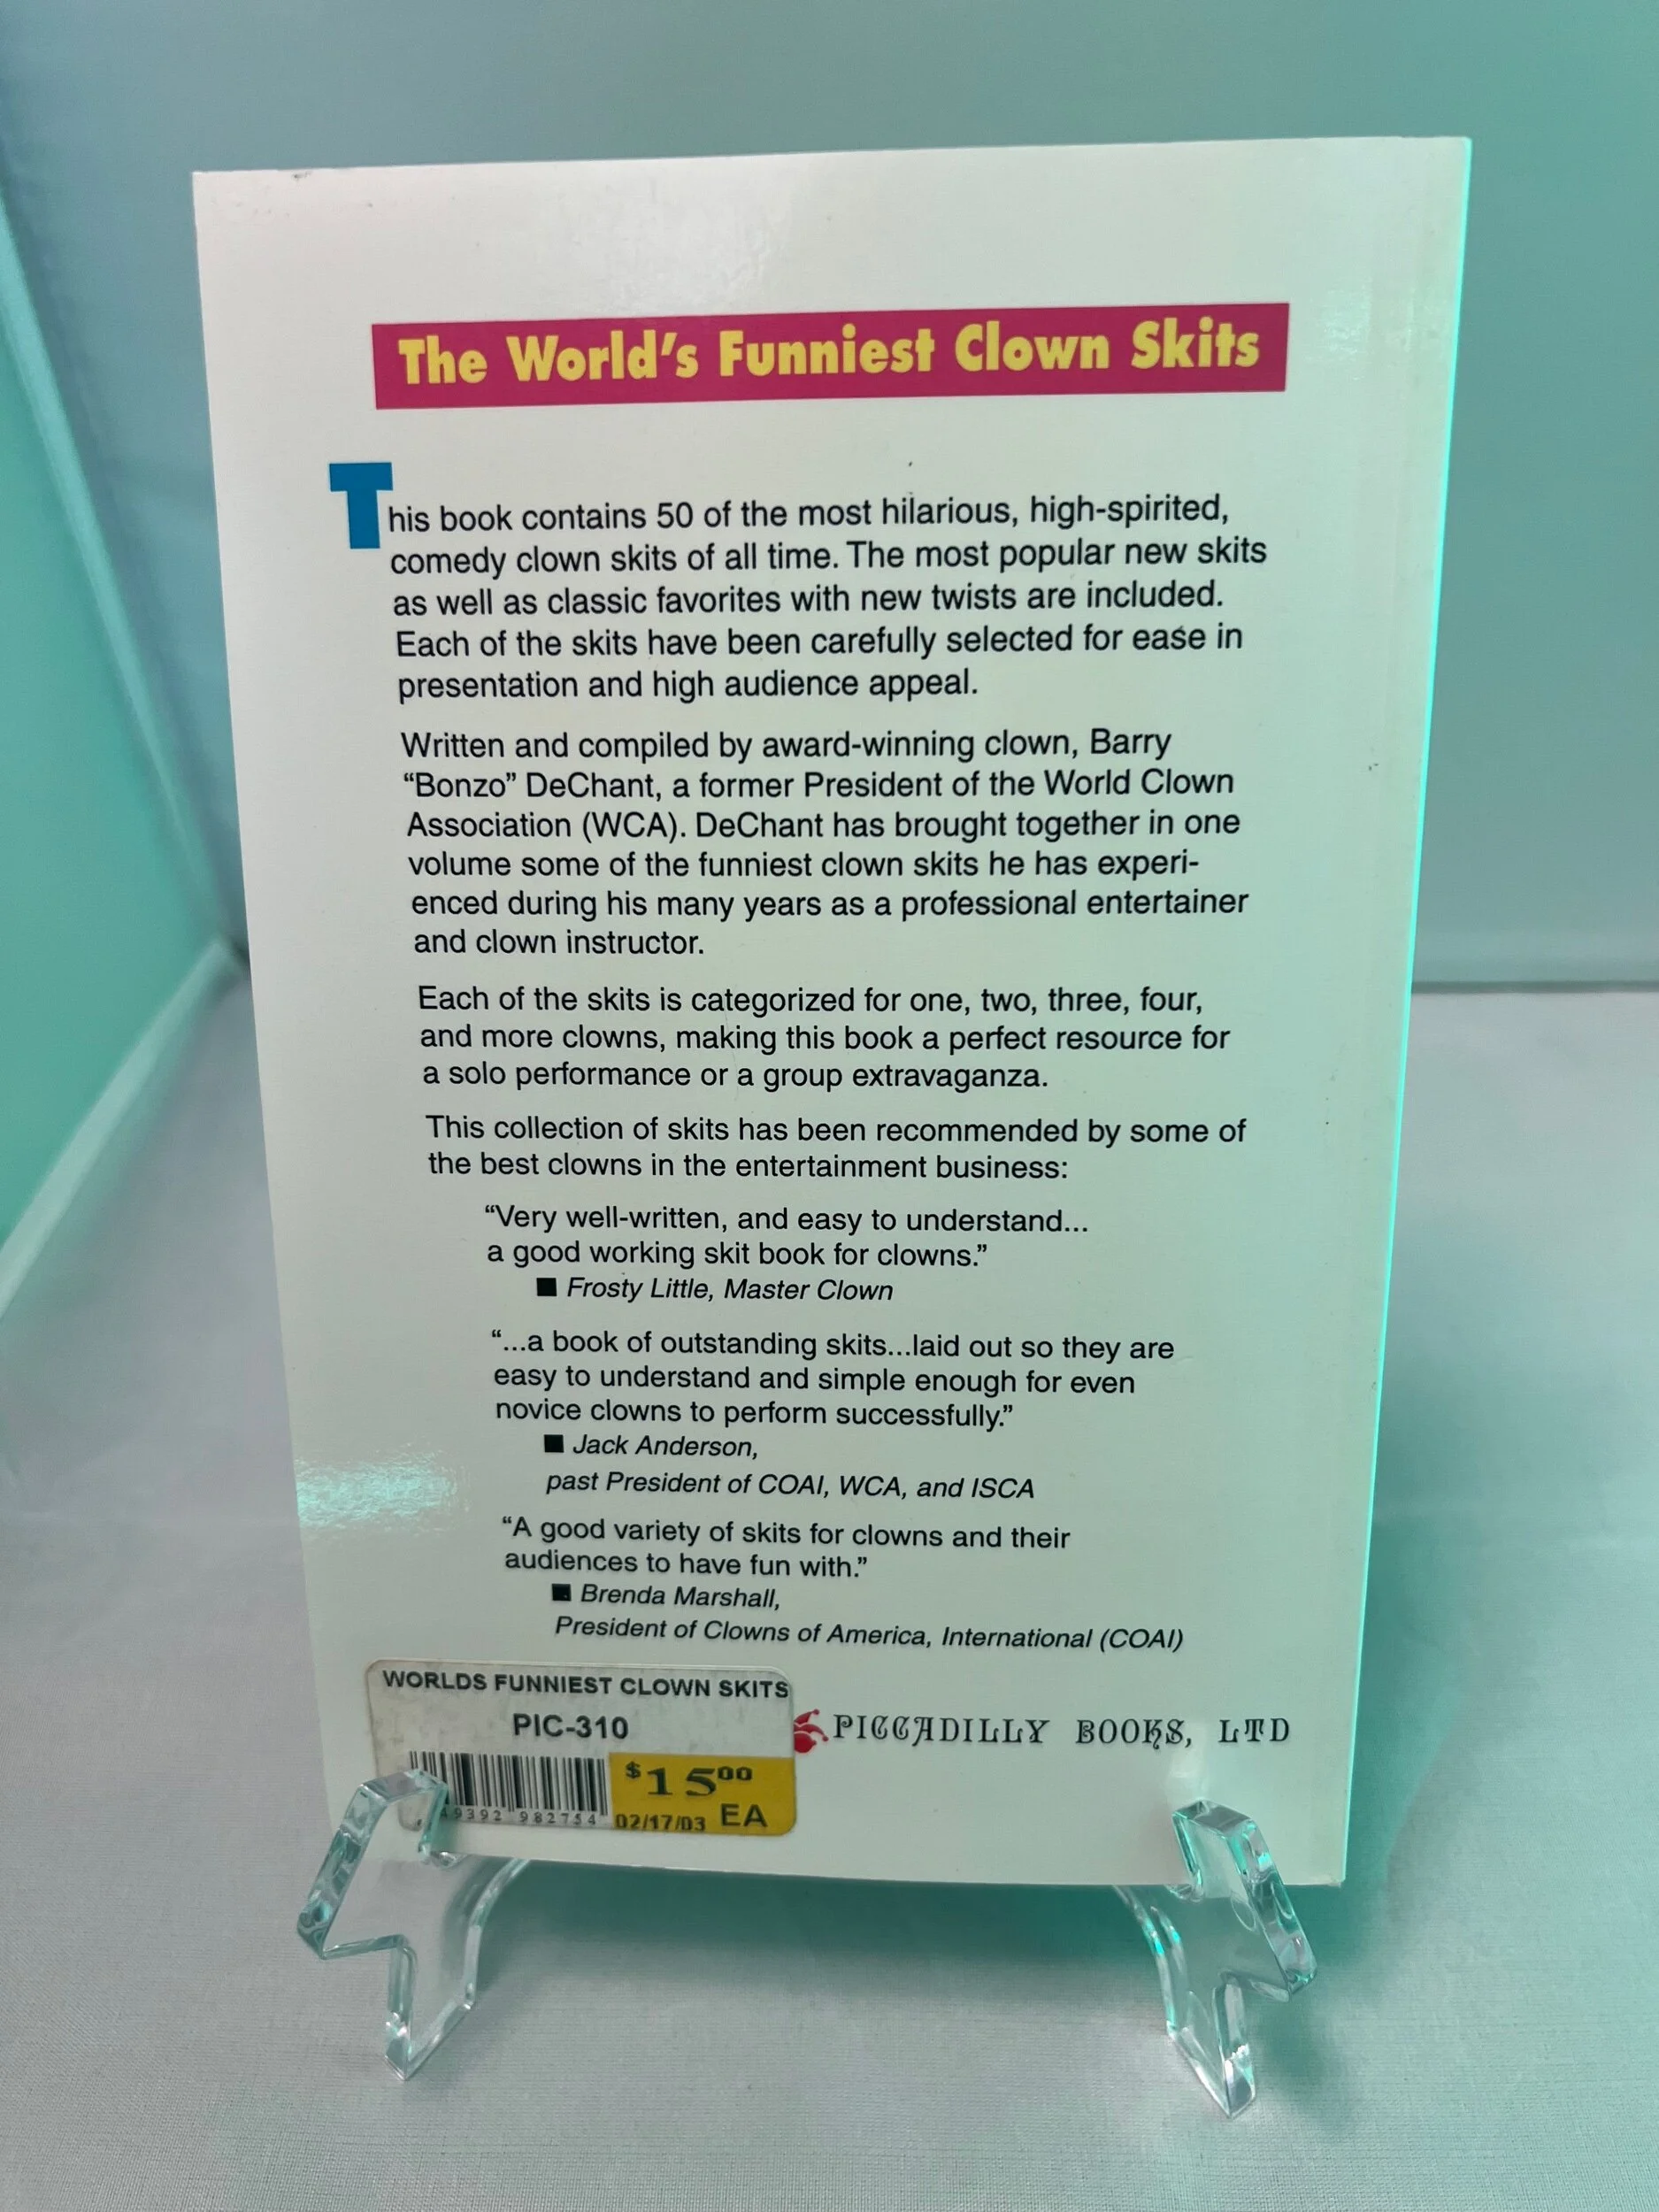 The World's Funniest Clown Skits
This book contains 50 of the most hilarious, high-spirited,
comedy clown skits of all time. The most popular new skits
as well as classic favorites with new twists are included.
Each of the skits have been carefully selected for ease in
presentation and high audience appeal.
Written and compiled by award-winning clown, Barry
“Bonzo” DeChant, a former President of the World Clown
Association (WCA). DeChant has brought together in one
volume some of the funniest clown skits he has experi-
enced during his many years as a professional entertainer
and clown instructor.
Each of the skits is categorized for one, two, three, four,
and more clowns, making this book a perfect resource for
a solo performance or a group extravaganza.
This collection of skits has been recommended by some of
the best clowns in the entertainment business:
“Very well-written, and easy to understand...
a good working skit book for clowns.”
■ Frosty Little, Master Clown
“...a book of outstanding skits...laid out so they are
easy to understand and simple enough for even
novice clowns to perform successfully.”
■ Jack Anderson,
past President of COAI, WCA, and ISCA
“A good variety of skits for clowns and their
audiences to have fun with.”
■ Brenda Marshall,
President of Clowns of America, International (COAI)
WORLDS FUNNIEST CLOWN SKITS
PIC-310
$1500
982754
02/17/03 EA
PICCADILLY BOOKS, LTD